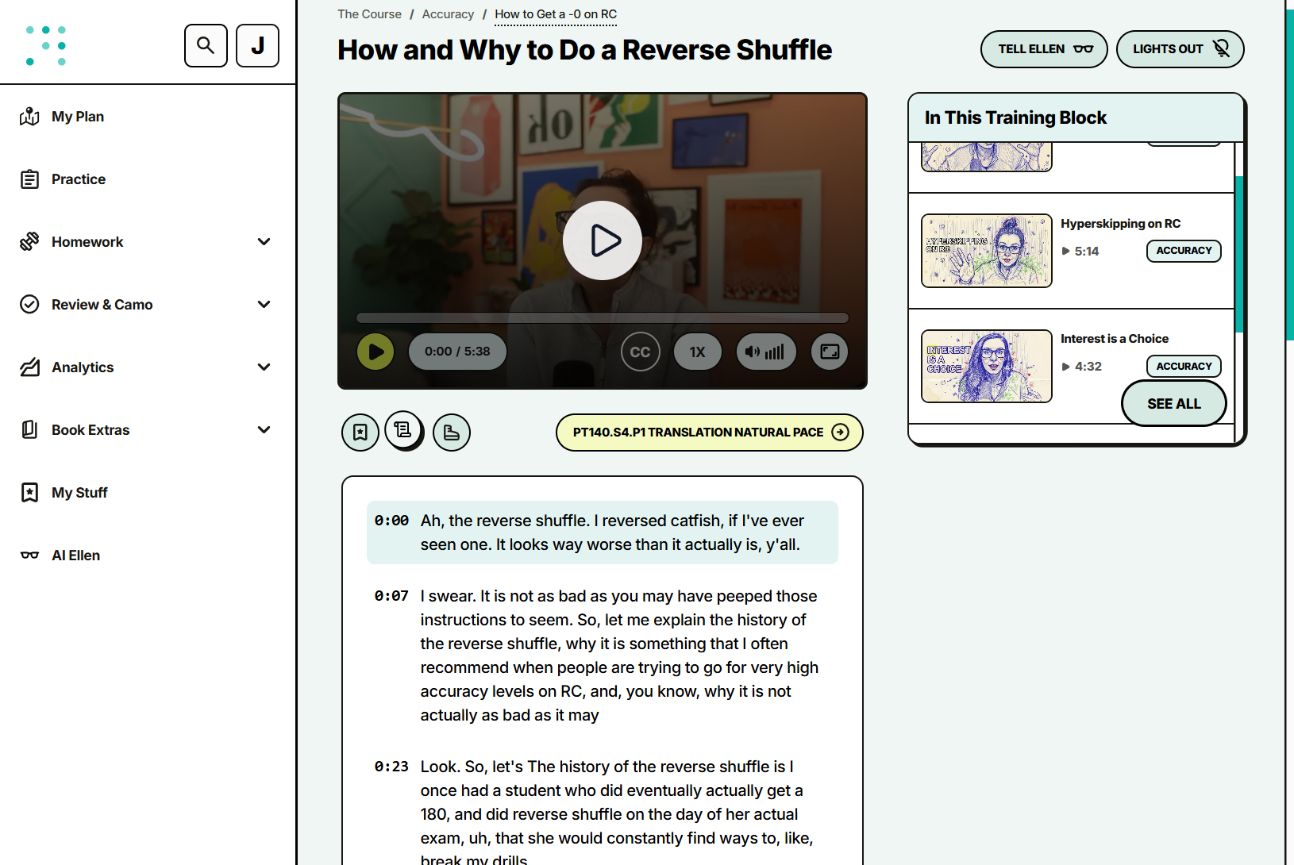 J
My Plan
Practice
Homework
Review & Camo
Analytics
Book Extras
My Stuff
AI Ellen
The Course / Accuracy / How to Get a -0 on RC
How and Why to Do a Reverse Shuffle
TELL ELLEN
LIGHTS OUT
0:00 / 5:38
CC
1X
PT140.S4.P1 TRANSLATION NATURAL PACE
0:00 Ah, the reverse shuffle. I reversed catfish, if I've ever
seen one. It looks way worse than it actually is, y'all.
0:07 I swear. It is not as bad as you may have peeped those
instructions to seem. So, let me explain the history of
the reverse shuffle, why it is something that I often
recommend when people are trying to go for very high
accuracy levels on RC, and, you know, why it is not
actually as bad as it may
0:23 Look. So, let's The history of the reverse shuffle is I
once had a student who did eventually actually get a
180, and did reverse shuffle on the day of her actual
exam, uh, that she would constantly find ways to, like,
break my drills
In This Training Block
HYPERSKIPPING
ON RC
Hyperskipping on RC
5:14
ACCURACY
INTEREST
IS A
CHOICE
Interest is a Choice
4:32
ACCURACY
SEE ALL